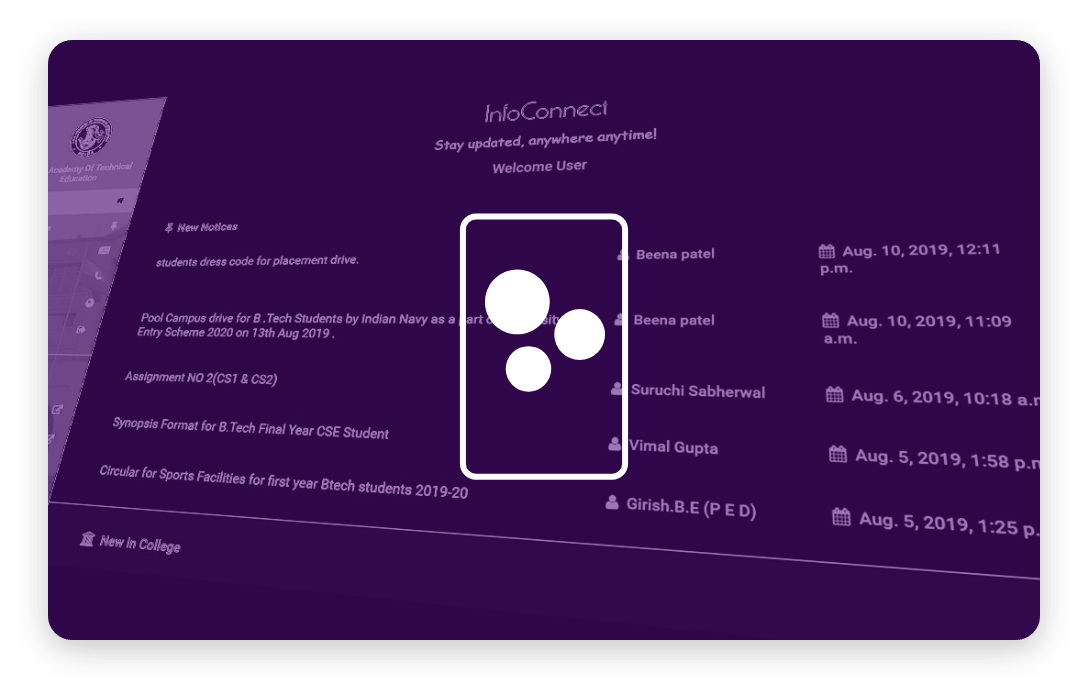 InfoConnect
Stay updated, anywhere anytime!
Welcome User
Academy Of Technical
Education
New Notices
students dress code for placement drive.
Beena patel
Aug. 10, 2019, 12:11
p.m.
Pool Campus drive for B.Tech Students by Indian Navy as a part
Entry Scheme 2020 on 13th Aug 2019 .
Beena patel
Aug. 10, 2019, 11:09
a.m.
Assignment NO 2(CS1 & CS2)
Suruchi Sabherwal
Aug. 6, 2019, 10:18 a.m
Synopsis Format for B.Tech Final Year CSE Student
Vimal Gupta
Aug. 5, 2019, 1:58 p.m
Circular for Sports Facilities for first year Btech students 2019-20
Girish.B.E (P E D)
Aug. 5, 2019, 1:25 p.
New in College